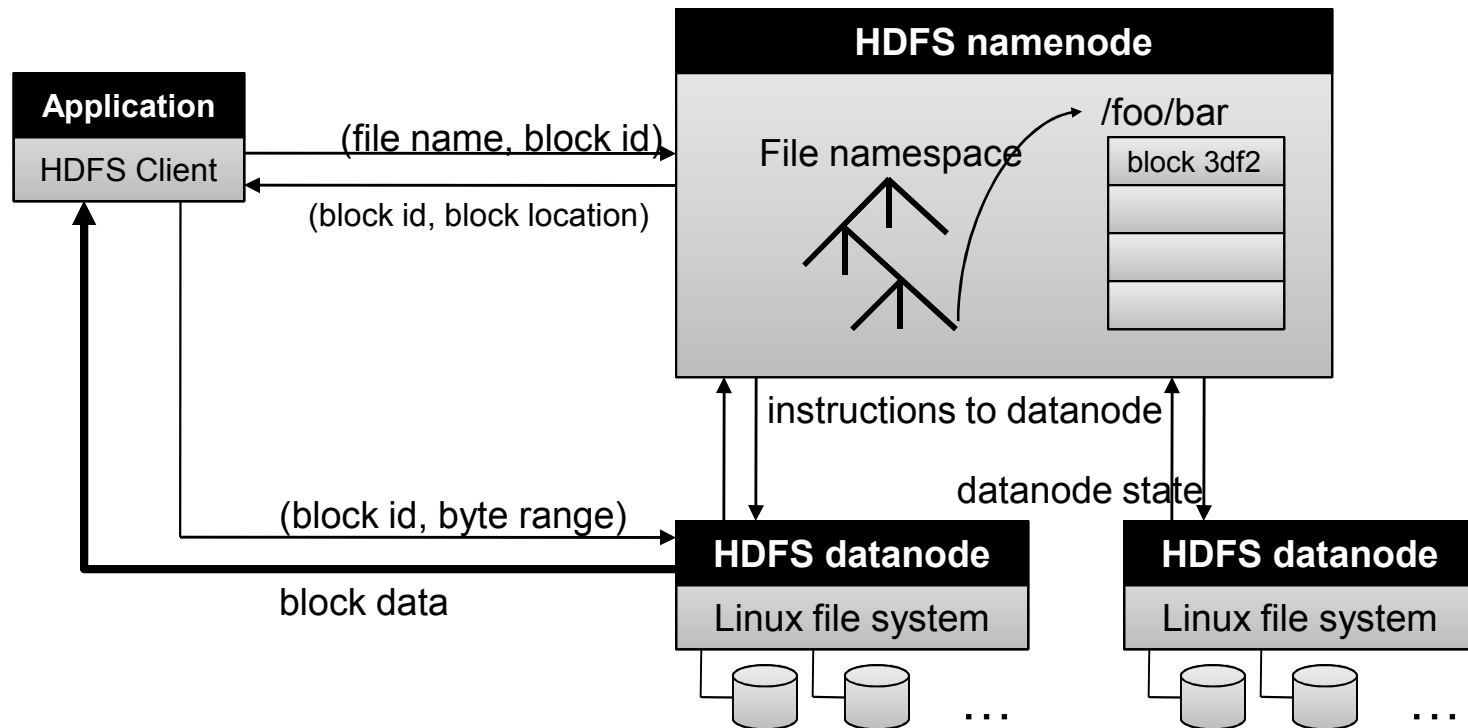 HDFS namenode
Application
HDFS Client
(file name, block id)
(block id, block location)
File namespace
/foo/bar
block 3df2
instructions to datanode
datanode state
(block id, byte range)
block data
HDFS datanode
Linux file system
...
HDFS datanode
Linux file system
...